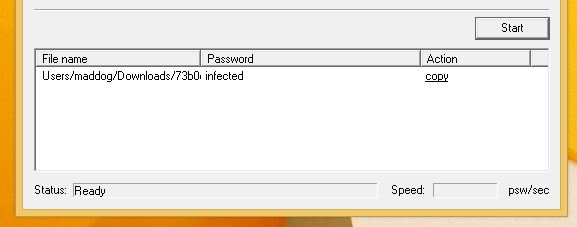 Start
File name Password Action
Users/maddog/Downloads/73b0 infected copy
Status: Ready Speed: psw/sec